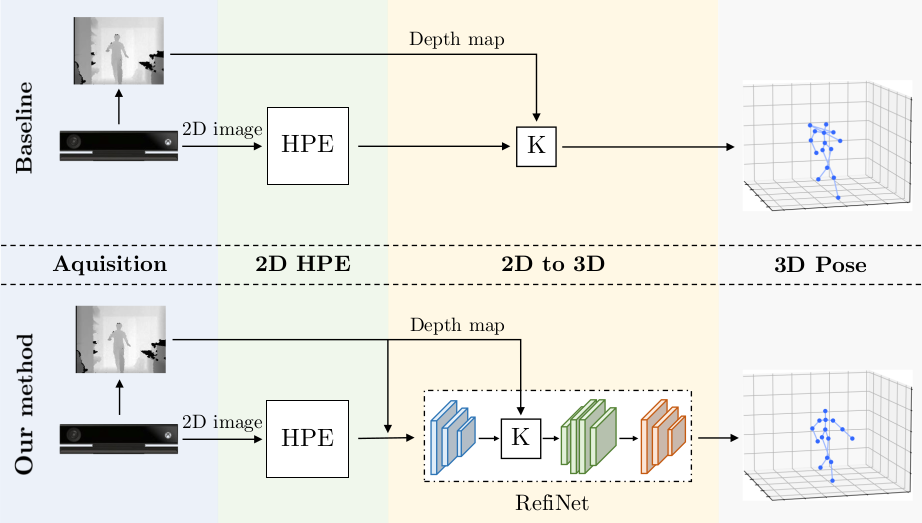 Depth map
Baseline
2D image
HPE
K
Aquisition
2D HPE
2D to 3D
3D Pose
Depth map
Our method
2D image
HPE
K
RefiNet